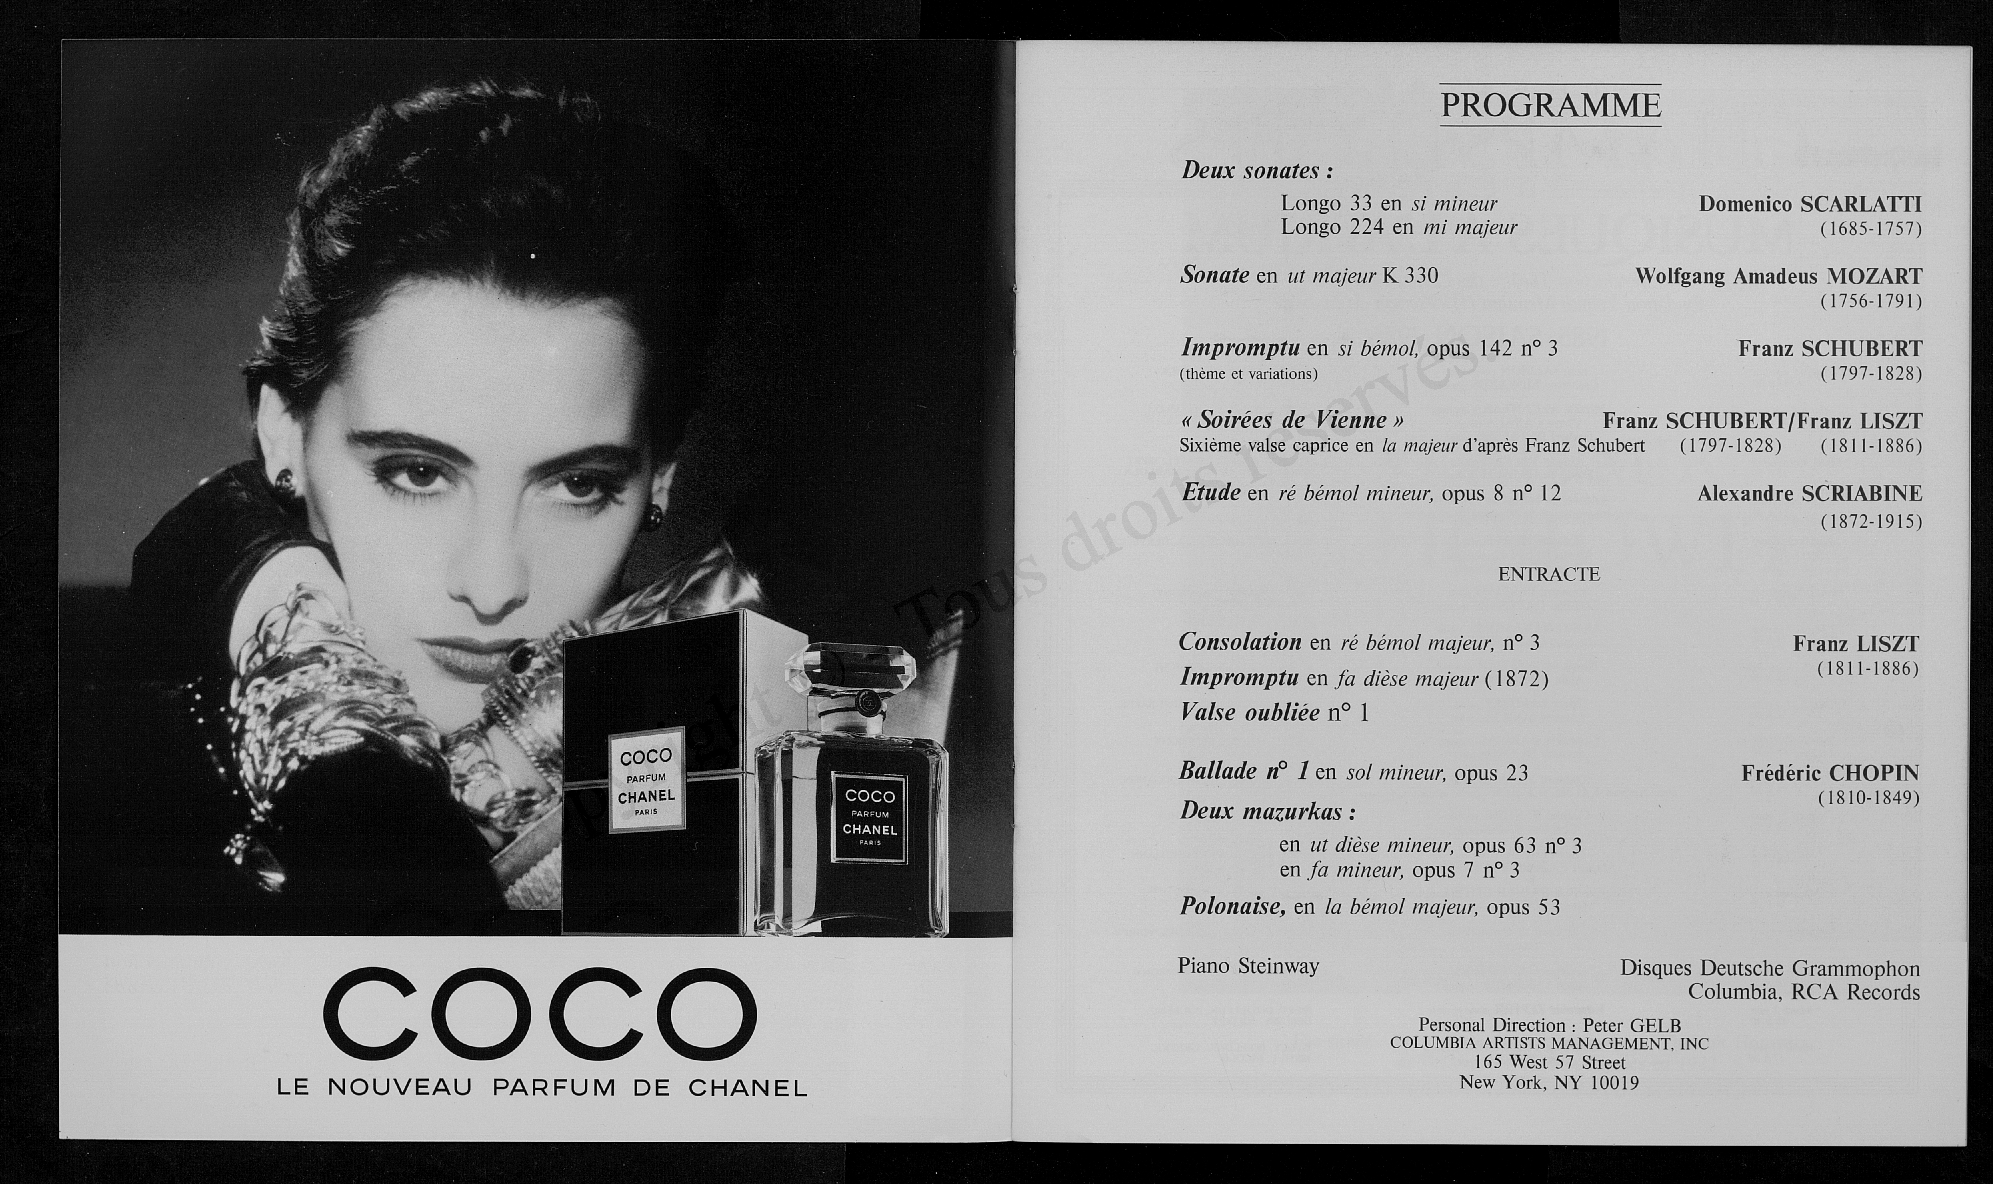 COCO
PARFUM
CHANEL
PARIS
COCO
PARFUM
CHANEL
PARIS
COCO
LE NOUVEAU PARFUM DE CHANEL
PROGRAMME
Deux sonates :
Longo 33 en si mineur Domenico SCARLATTI
Longo 224 en mi majeur (1685-1757)
Sonate en ut majeur K 330 Wolfgang Amadeus MOZART
(1756-1791)
Impromptu en si bémol, opus 142 n° 3 Franz SCHUBERT
(thème et variations) (1797-1828)
« Soirées de Vienne » Franz SCHUBERT/Franz LISZT
Sixième valse caprice en la majeur d'après Franz Schubert (1797-1828) (1811-1886)
Etude en ré bémol mineur, opus 8 n° 12 Alexandre SCRIABINE
(1872-1915)
ENTRACTE
Consolation en ré bémol majeur, n° 3 Franz LISZT
(1811-1886)
Impromptu en fa dièse majeur (1872)
Valse oubliée n° 1
Ballade n° 1 en sol mineur, opus 23 Frédéric CHOPIN
(1810-1849)
Deux mazurkas :
en ut dièse mineur, opus 63 n° 3
en fa mineur, opus 7 n° 3
Polonaise, en la bémol majeur, opus 53
Piano Steinway Disques Deutsche Grammophon
Columbia, RCA Records
Personal Direction : Peter GELB
COLUMBIA ARTISTS MANAGEMENT, INC
165 West 57 Street
New York, NY 10019
Tous droits réservés.